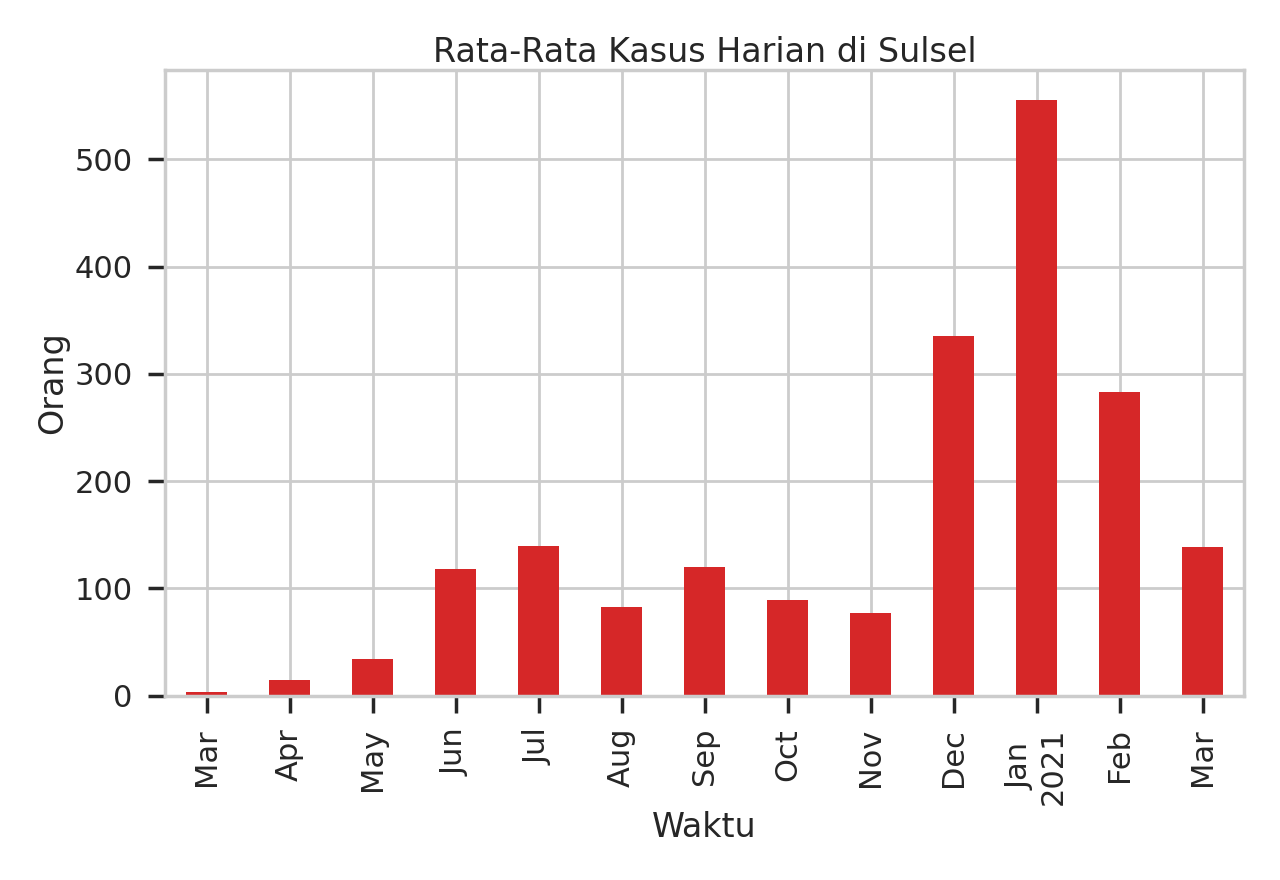 Rata-Rata Kasus Harian di Sulsel
500
400
300
200
100
0
Orang
Mar
Apr
May
Jun
Jul
Aug
Sep
Oct
Nov
Dec
Jan
2021
Feb
Mar
Waktu